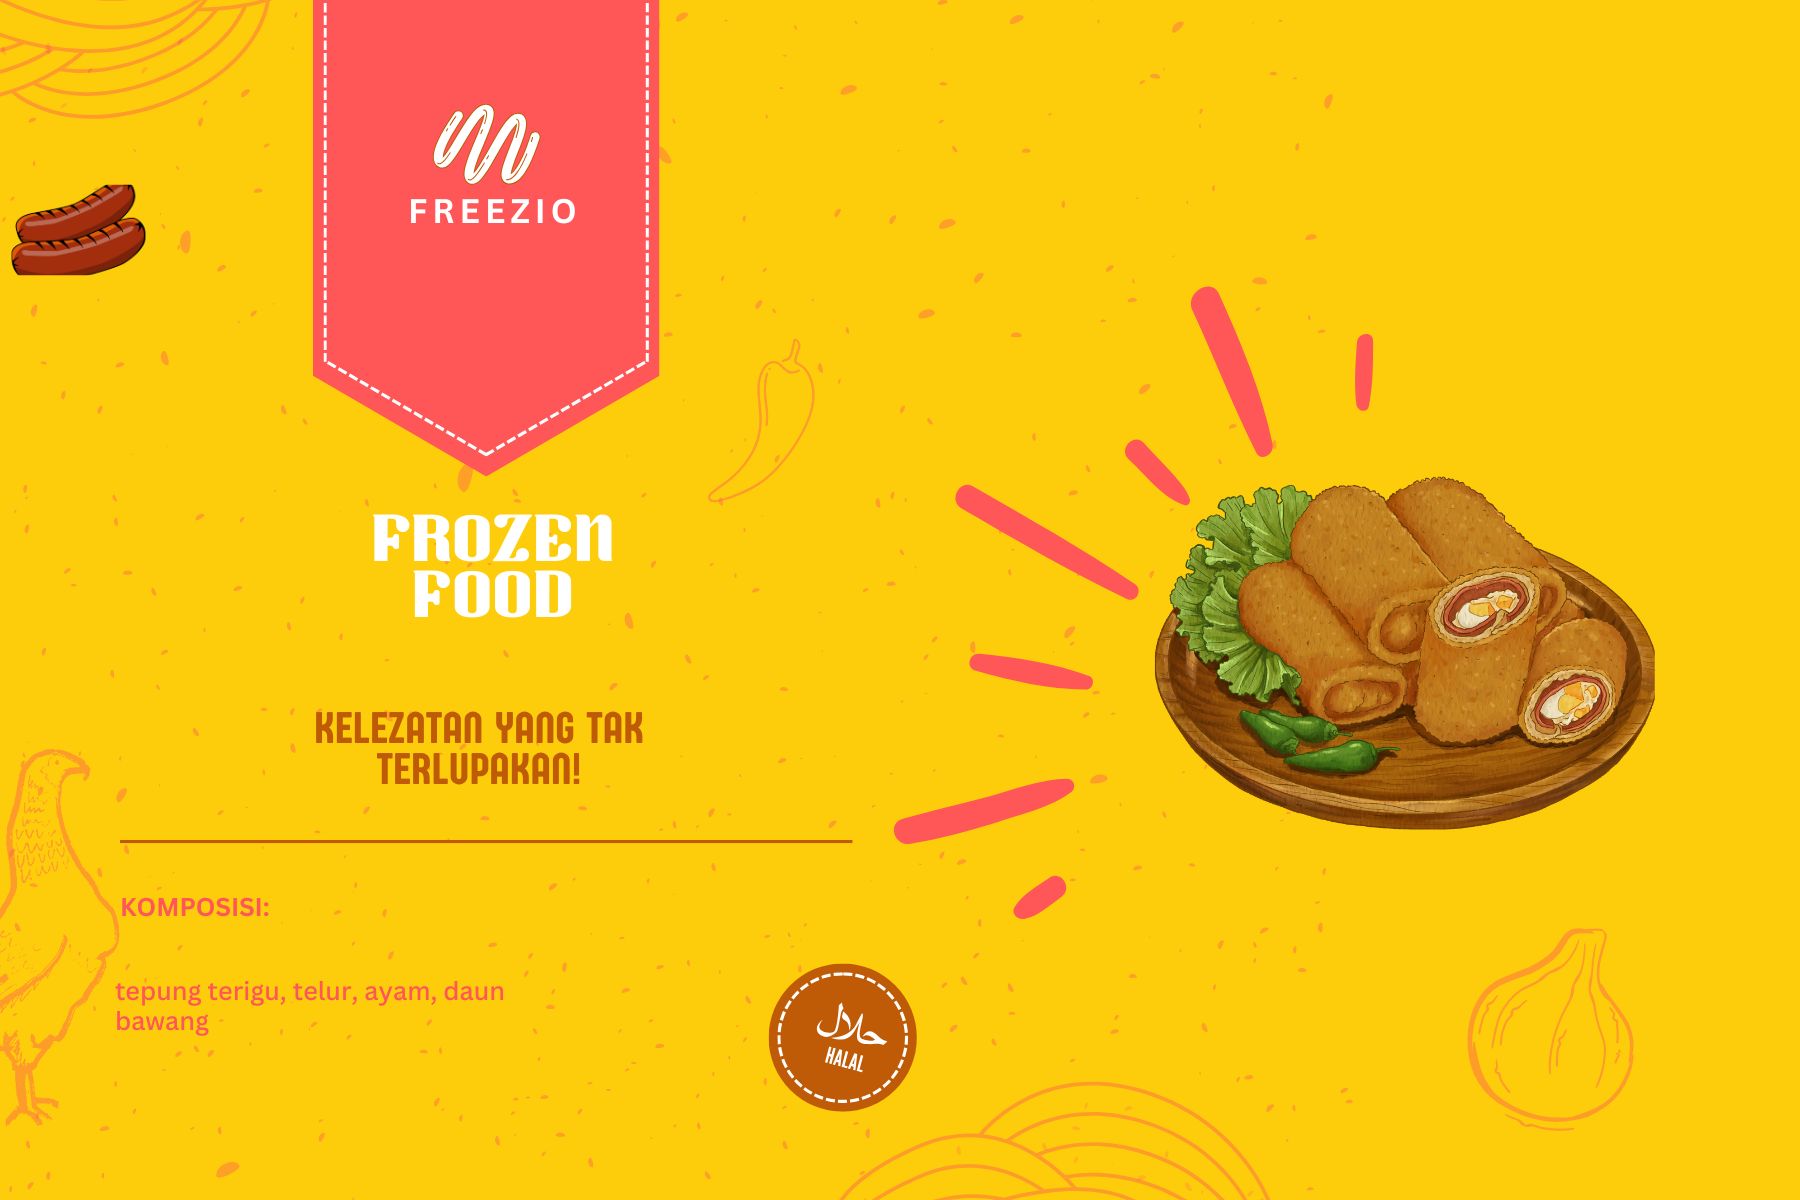 FREEZIO
FROZEN
FOOD
KELEZATAN YANG TAK
TERLUPAKAN!
KOMPOSISI:
tepung terigu, telur, ayam, daun
bawang
حلال
HALAL